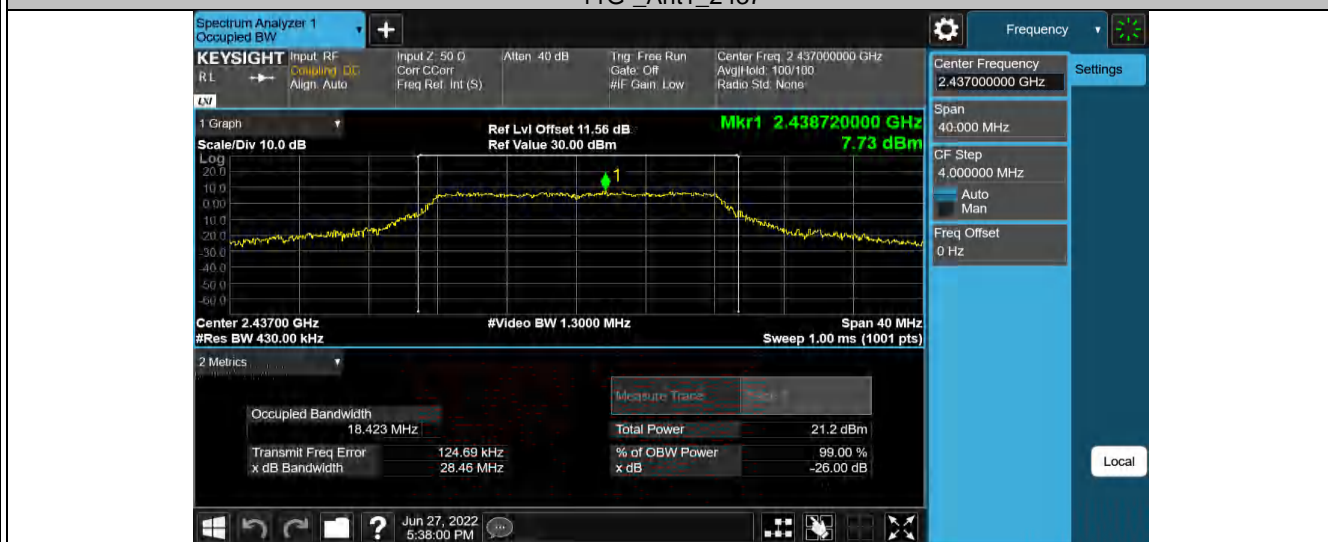 Spectrum Analyzer 1
Occupied BW
Frequency
KEYSIGHT
Input: RF
Coupling: DC
Align: Auto
Input Z: 50 Ω
Corr CCorr
Freq Ref: Int (S)
Atten: 40 dB
Trig: Free Run
Gate: Off
#IF Gain: Low
Center Freq: 2.437000000 GHz
Avg|Hold: 100/100
Radio Std: None
RL
LXI
Center Frequency
2.437000000 GHz
Settings
Span
40.000 MHz
CF Step
4.000000 MHz
Auto
Man
Freq Offset
0 Hz
1 Graph
Scale/Div 10.0 dB
Ref Lvl Offset 11.56 dB
Ref Value 30.00 dBm
Mkr1 2.438720000 GHz
7.73 dBm
Log
20.0
10.0
0.00
-10.0
-20.0
-30.0
-40.0
-50.0
-60.0
1
Center 2.43700 GHz
#Video BW 1.3000 MHz
Span 40 MHz
#Res BW 430.00 kHz
Sweep 1.00 ms (1001 pts)
2 Metrics
Measure Trace
Occupied Bandwidth
18.423 MHz
Total Power
21.2 dBm
Transmit Freq Error
124.69 kHz
% of OBW Power
99.00 %
x dB Bandwidth
28.46 MHz
x dB
-26.00 dB
Local
Jun 27, 2022
5:38:00 PM